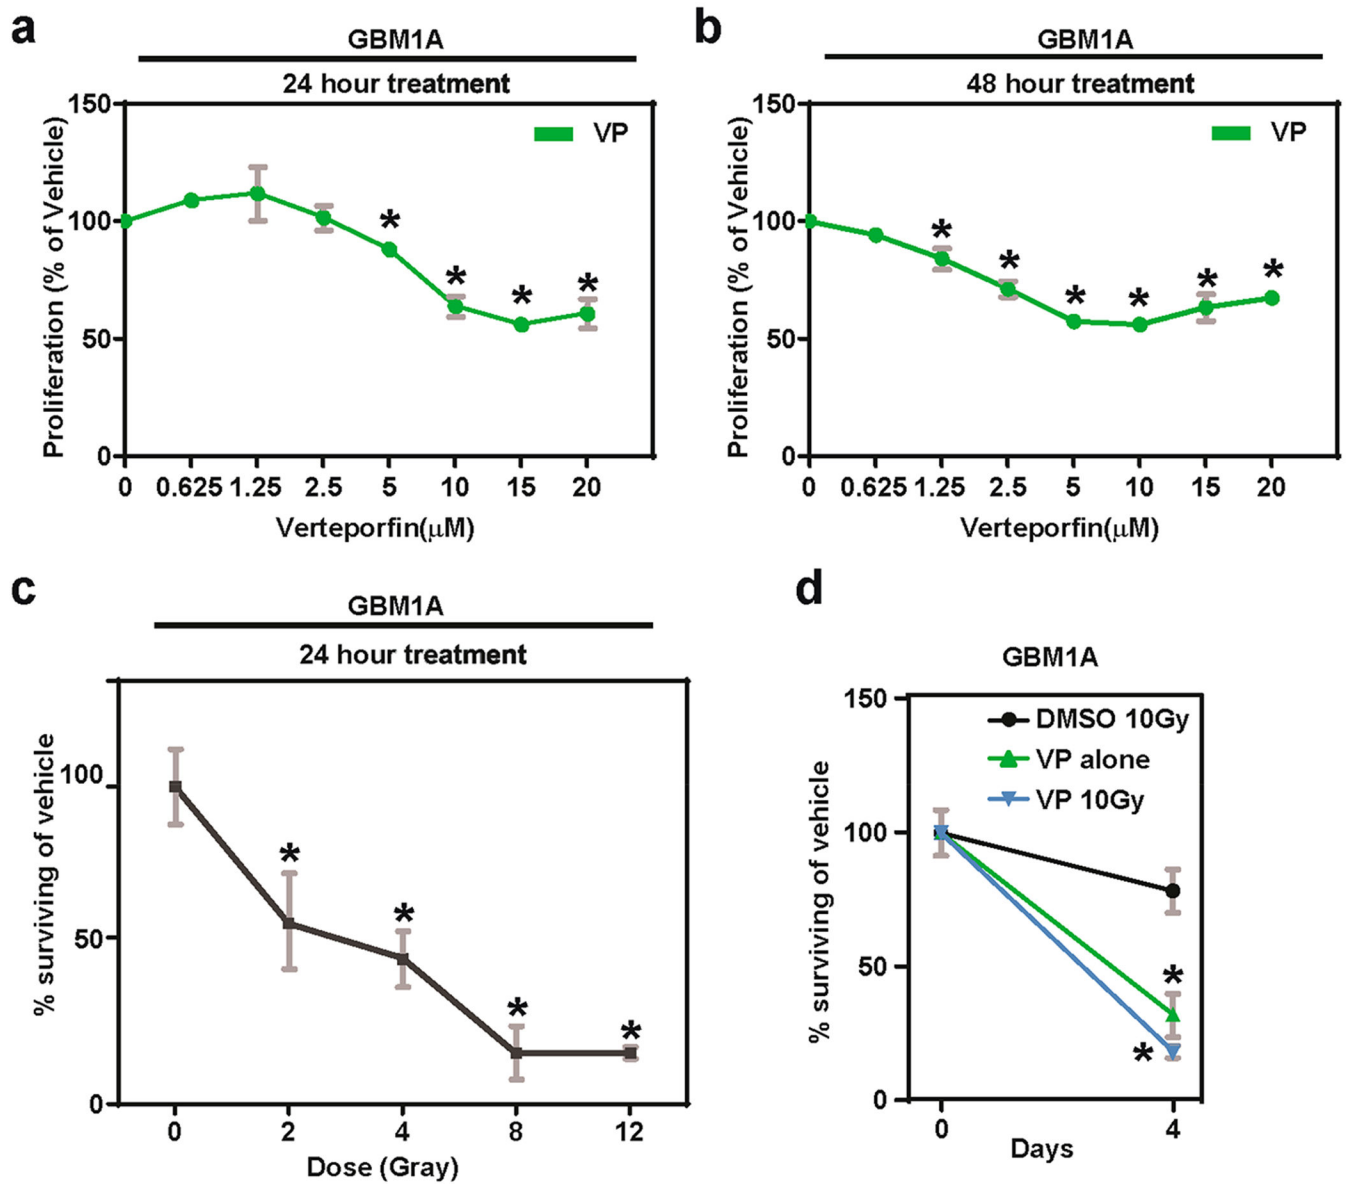 a
GBM1A
24 hour treatment
150
100
50
0
Proliferation (% of Vehicle)
VP
*
*
*
*
0 0.625 1.25 2.5 5 10 15 20
Verteporfin(μM)
b
GBM1A
48 hour treatment
150
100
50
0
Proliferation (% of Vehicle)
VP
*
*
*
*
*
*
0 0.625 1.25 2.5 5 10 15 20
Verteporfin(μM)
c
GBM1A
24 hour treatment
100
50
0
% surviving of vehicle
*
*
*
*
0 2 4 8 12
Dose (Gray)
d
GBM1A
150
100
50
0
% surviving of vehicle
DMSO 10Gy
VP alone
VP 10Gy
*
*
0 4
Days